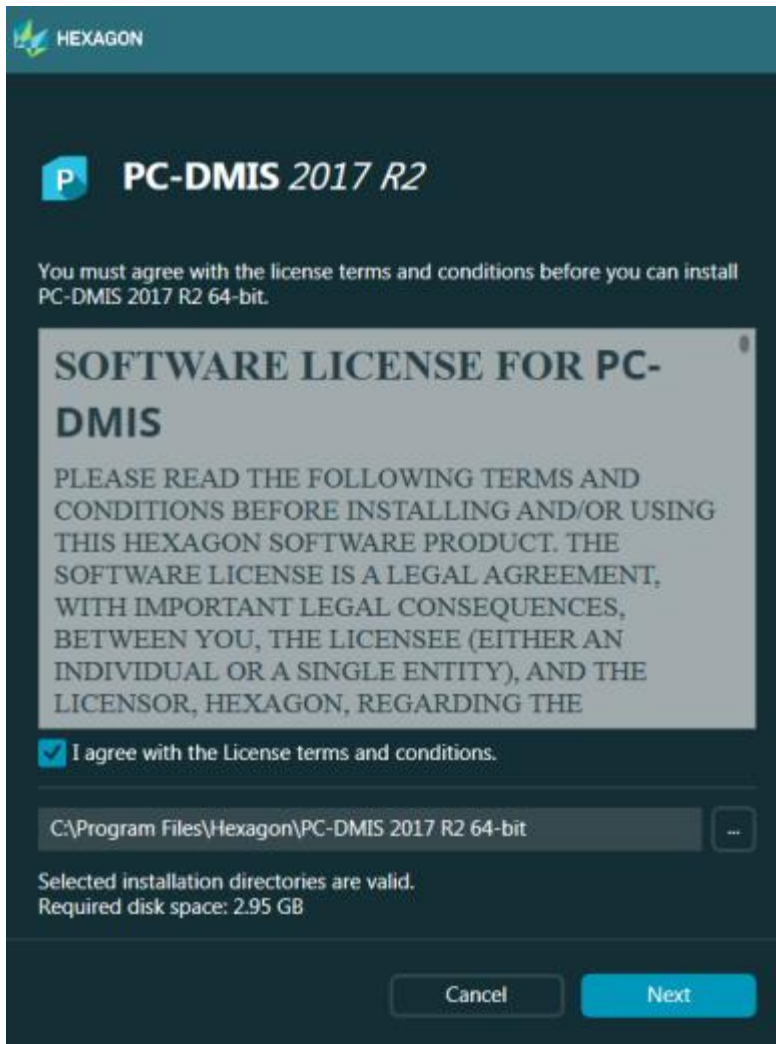 HEXAGON
P PC-DMIS 2017 R2
You must agree with the license terms and conditions before you can install
PC-DMIS 2017 R2 64-bit.
SOFTWARE LICENSE FOR PC-
DMIS
PLEASE READ THE FOLLOWING TERMS AND
CONDITIONS BEFORE INSTALLING AND/OR USING
THIS HEXAGON SOFTWARE PRODUCT. THE
SOFTWARE LICENSE IS A LEGAL AGREEMENT,
WITH IMPORTANT LEGAL CONSEQUENCES,
BETWEEN YOU, THE LICENSEE (EITHER AN
INDIVIDUAL OR A SINGLE ENTITY), AND THE
LICENSOR, HEXAGON, REGARDING THE
I agree with the License terms and conditions.
C:\Program Files\Hexagon\PC-DMIS 2017 R2 64-bit ...
Selected installation directories are valid.
Required disk space: 2.95 GB
Cancel Next